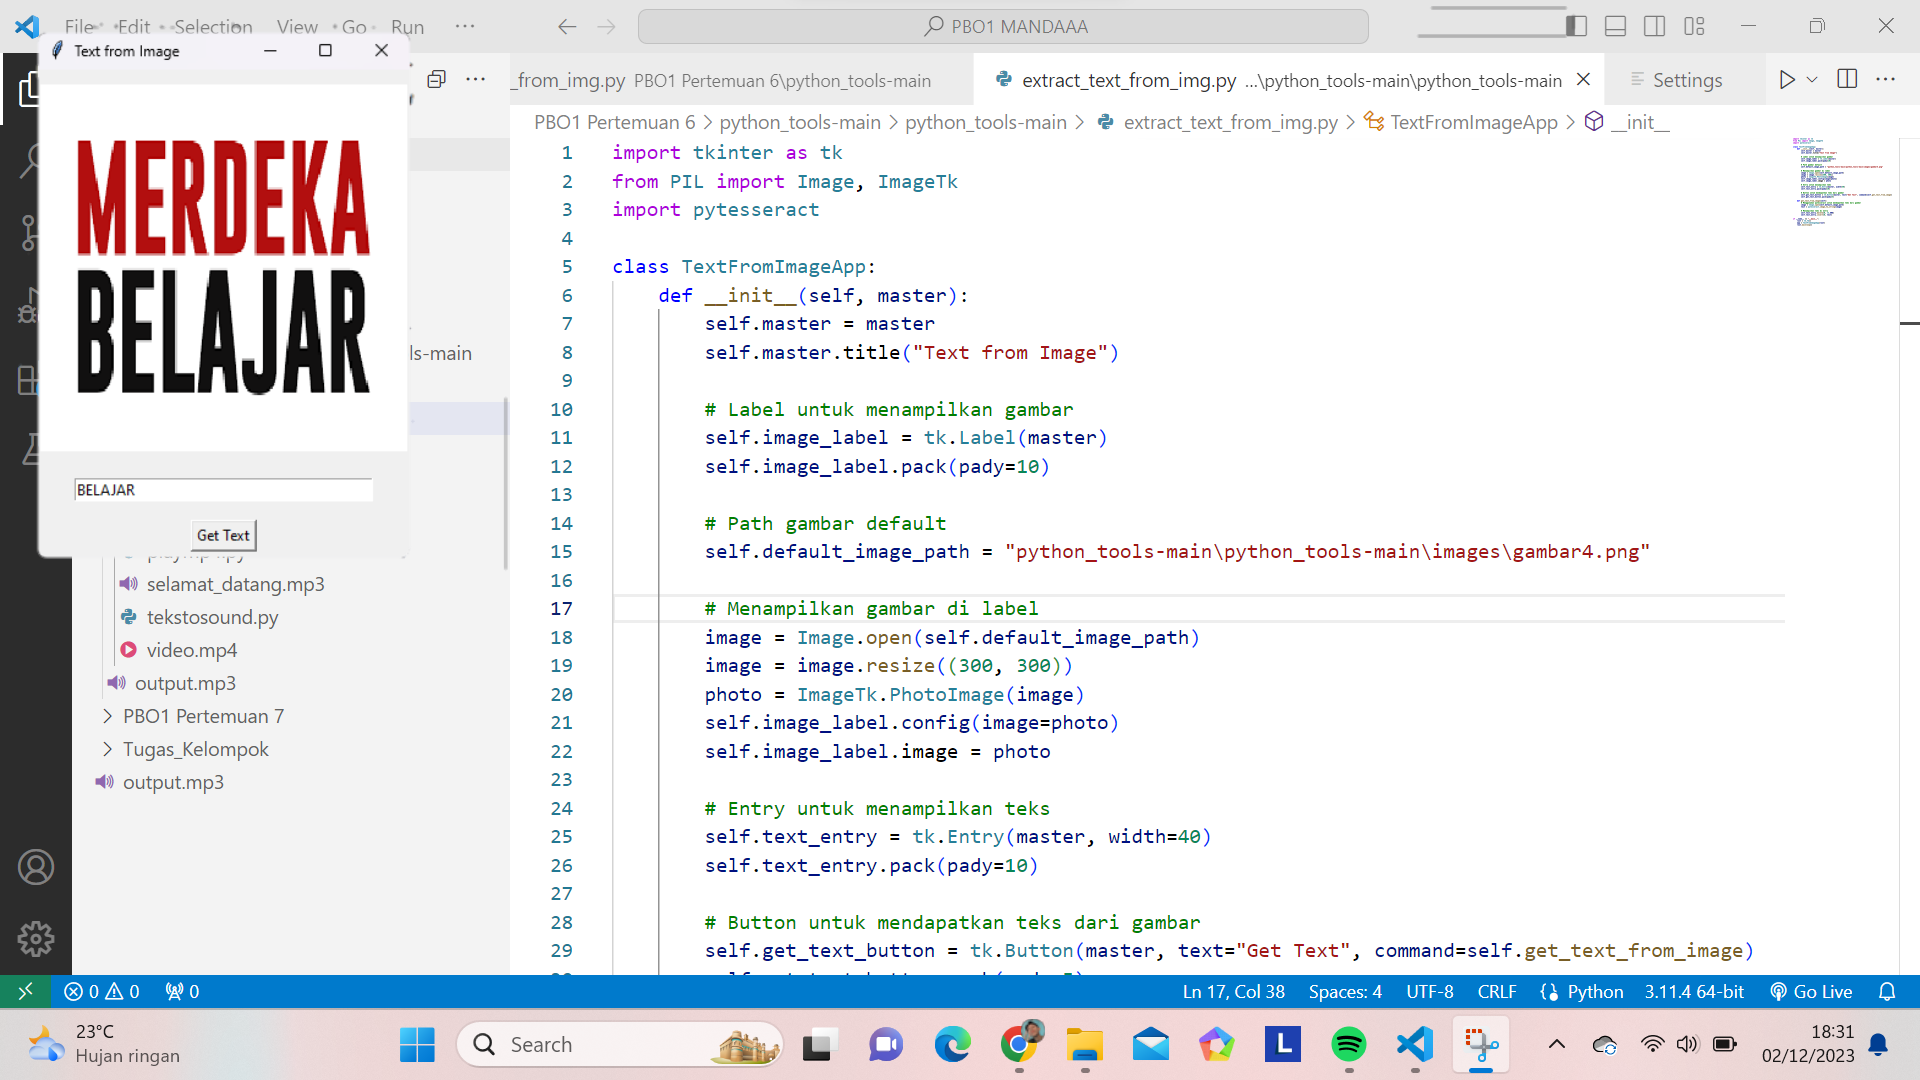 File Edit Selection View Go Run ...
PBO1 MANDAAA
Text from Image
MERDEKA
BELAJAR
BELAJAR
Get Text
ls-main
selamat_datang.mp3
tekstosound.py
video.mp4
output.mp3
PBO1 Pertemuan 7
Tugas_Kelompok
output.mp3
_from_img.py PBO1 Pertemuan 6\python_tools-main
extract_text_from_img.py ...\python_tools-main\python_tools-main
Settings
PBO1 Pertemuan 6 > python_tools-main > python_tools-main > extract_text_from_img.py > TextFromImageApp > __init__
1 import tkinter as tk
2 from PIL import Image, ImageTk
3 import pytesseract
4
5 class TextFromImageApp:
6 def __init__(self, master):
7 self.master = master
8 self.master.title("Text from Image")
9
10 # Label untuk menampilkan gambar
11 self.image_label = tk.Label(master)
12 self.image_label.pack(pady=10)
13
14 # Path gambar default
15 self.default_image_path = "python_tools-main\python_tools-main\images\gambar4.png"
16
17 # Menampilkan gambar di label
18 image = Image.open(self.default_image_path)
19 image = image.resize((300, 300))
20 photo = ImageTk.PhotoImage(image)
21 self.image_label.config(image=photo)
22 self.image_label.image = photo
23
24 # Entry untuk menampilkan teks
25 self.text_entry = tk.Entry(master, width=40)
26 self.text_entry.pack(pady=10)
27
28 # Button untuk mendapatkan teks dari gambar
29 self.get_text_button = tk.Button(master, text="Get Text", command=self.get_text_from_image)
0 0 0
Ln 17, Col 38 Spaces: 4 UTF-8 CRLF Python 3.11.4 64-bit Go Live
23°C
Hujan ringan
Search
L
18:31
02/12/2023